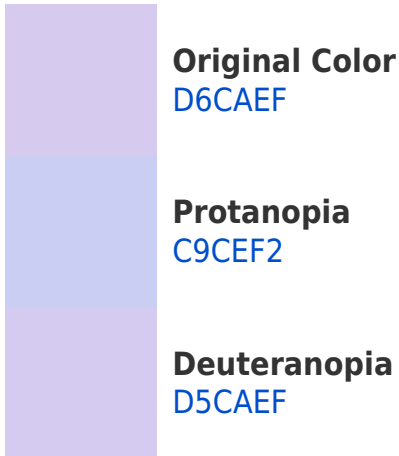 Original Color
D6CAEF
Protanopia
C9CEF2
Deuteranopia
D5CAEF